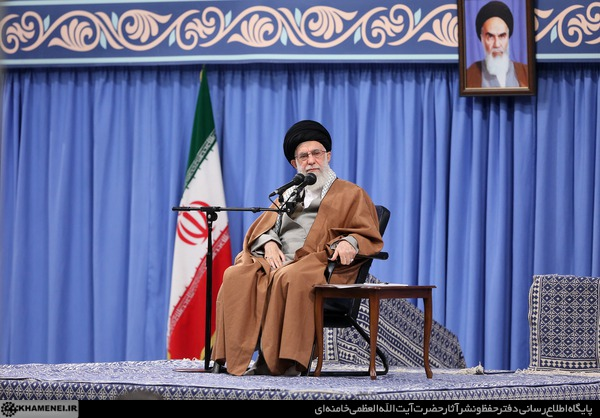 KHAMENEI.IR
پایگاه اطلاع رسانی دفتر حفظ و نشر آثار حضرت آیت الله العظمی خامنه‌ای